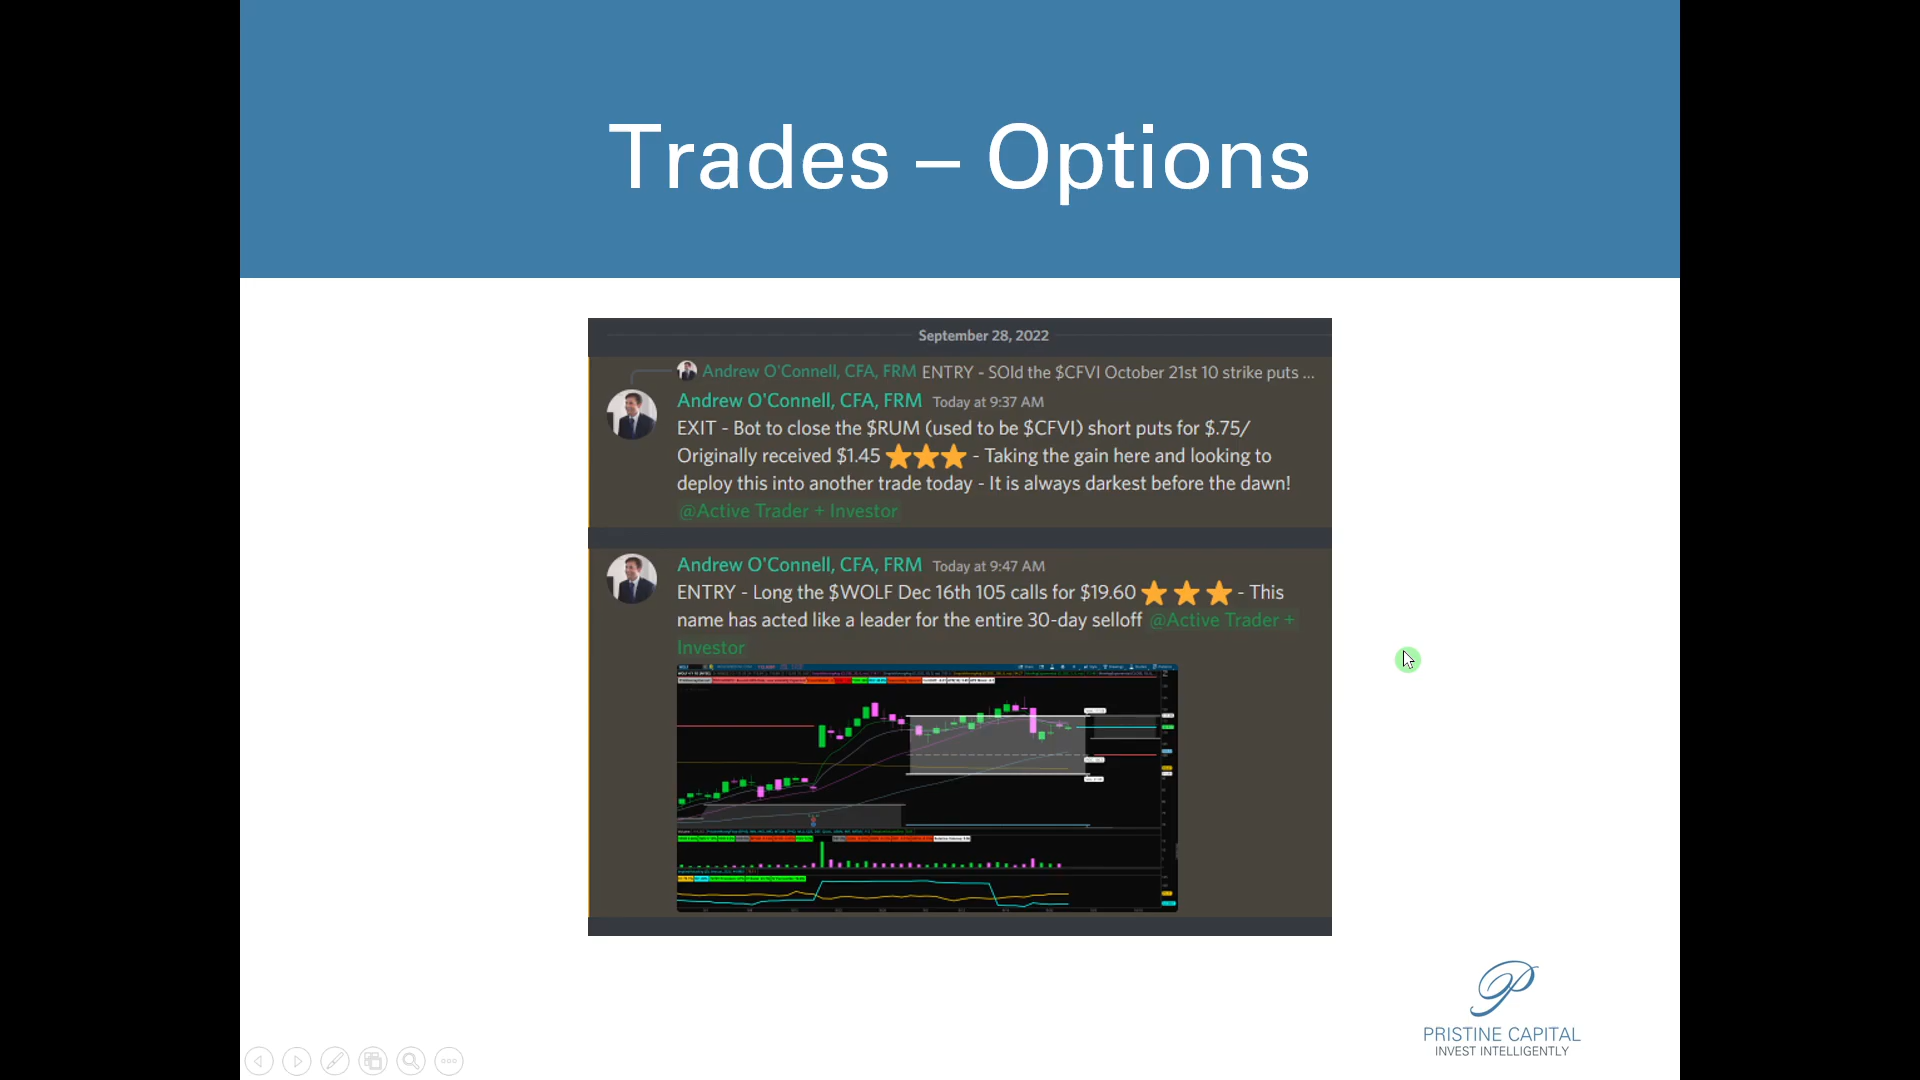 Trades – Options
September 28, 2022
Andrew O'Connell, CFA, FRM ENTRY - SOld the $CFVI October 21st 10 strike puts ...
Andrew O'Connell, CFA, FRM Today at 9:37 AM
EXIT - Bot to close the $RUM (used to be $CFVI) short puts for $.75/
Originally received $1.45 - Taking the gain here and looking to
deploy this into another trade today - It is always darkest before the dawn!
@Active Trader + Investor
Andrew O'Connell, CFA, FRM Today at 9:47 AM
ENTRY - Long the $WOLF Dec 16th 105 calls for $19.60 - This
name has acted like a leader for the entire 30-day selloff @Active Trader +
Investor
P
PRISTINE CAPITAL
INVEST INTELLIGENTLY